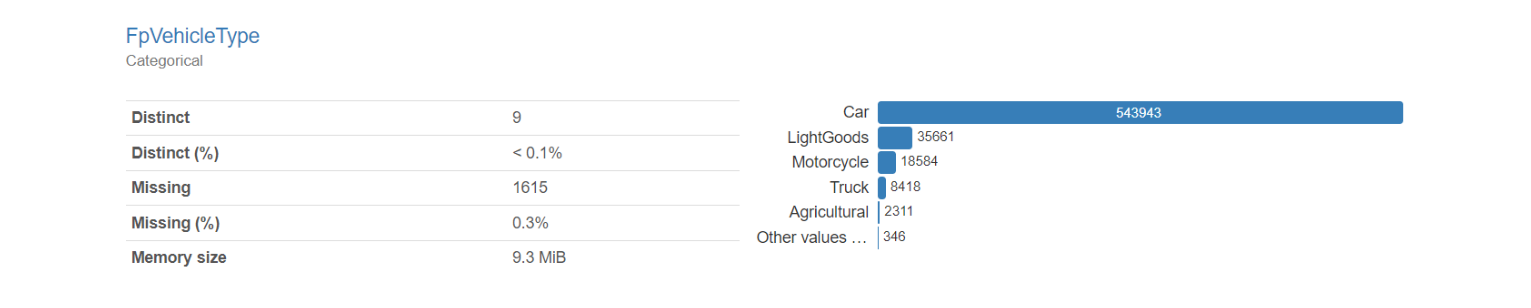 FpVehicleType
Categorical
Distinct 9
Distinct (%) < 0.1%
Missing 1615
Missing (%) 0.3%
Memory size 9.3 MiB
Car 543943
LightGoods 35661
Motorcycle 18584
Truck 8418
Agricultural 2311
Other values ... 346